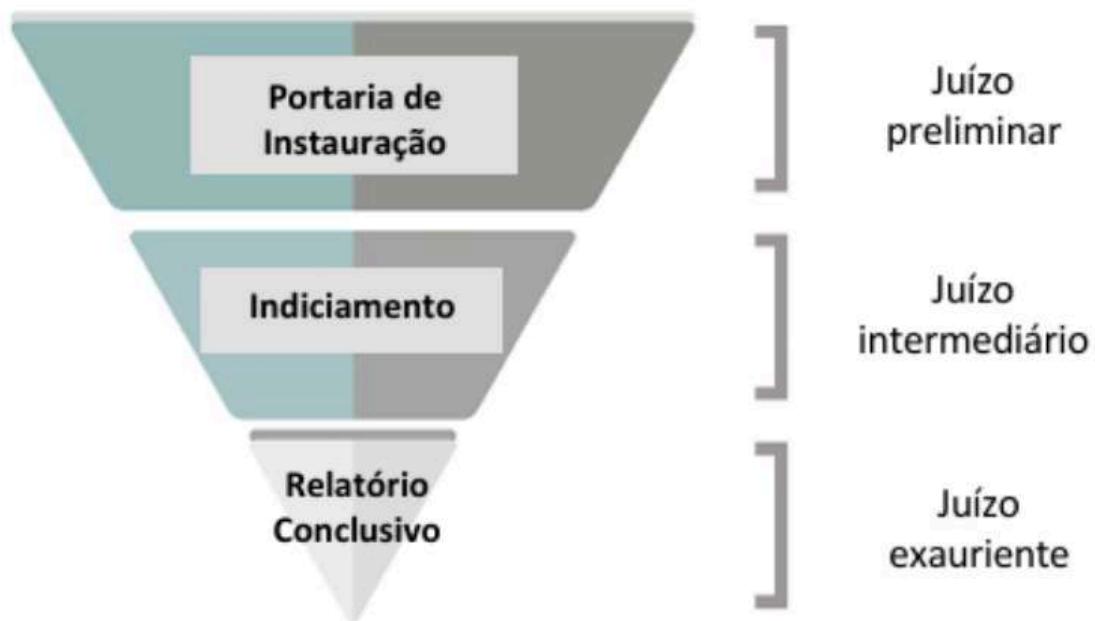 Portaria de
Instauração
Juízo
preliminar
Indiciamento
Juízo
intermediário
Relatório
Conclusivo
Juízo
exauriente